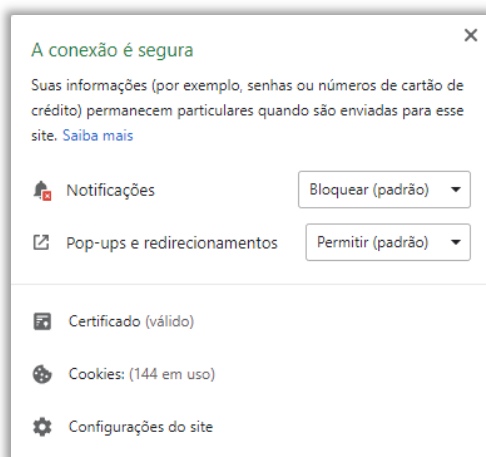 A conexão é segura
Suas informações (por exemplo, senhas ou números de cartão de
crédito) permanecem particulares quando são enviadas para esse
site. Saiba mais
Notificações Bloquear (padrão)
Pop-ups e redirecionamentos Permitir (padrão)
Certificado (válido)
Cookies: (144 em uso)
Configurações do site